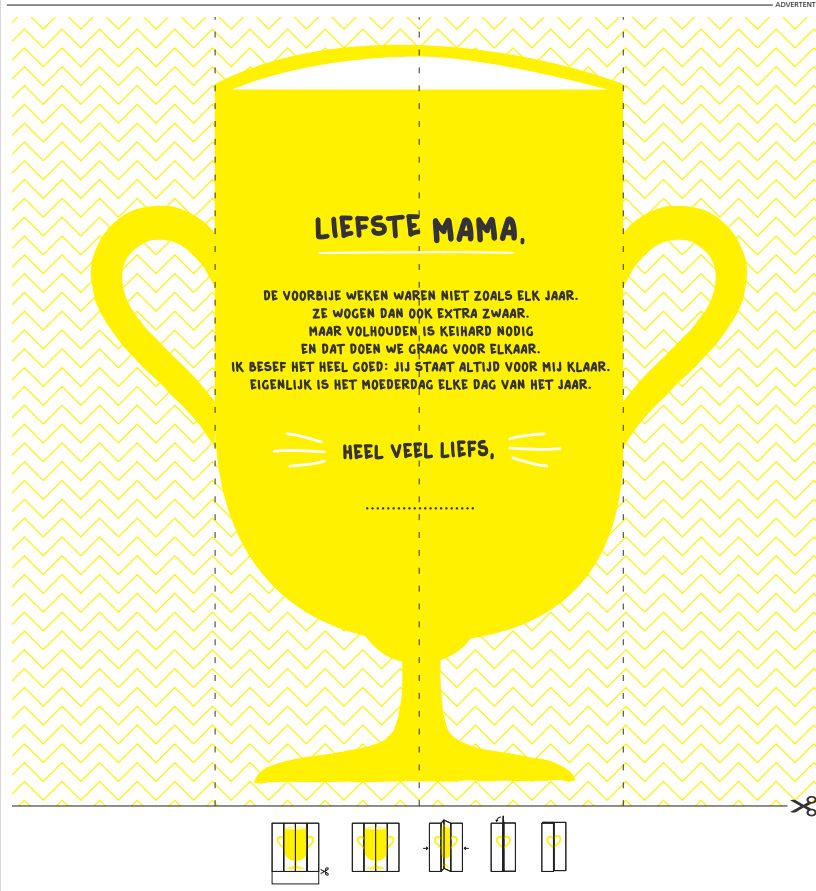 ADVERTENT
LIEFSTE MAMA,
DE VOORBIJE WEKEN WAREN NIET ZOALS ELK JAAR.
ZE WOGEN DAN OOK EXTRA ZWAAR.
MAAR VOLHOUDEN IS KEIHARD NODIG
EN DAT DOEN WE GRAAG VOOR ELKAAR.
IK BESEF HET HEEL GOED: JIJ STAAT ALTIJD VOOR MIJ KLAAR.
EIGENLIJK IS HET MOEDERDAG ELKE DAG VAN HET JAAR.
HEEL VEEL LIEFS,
.....................